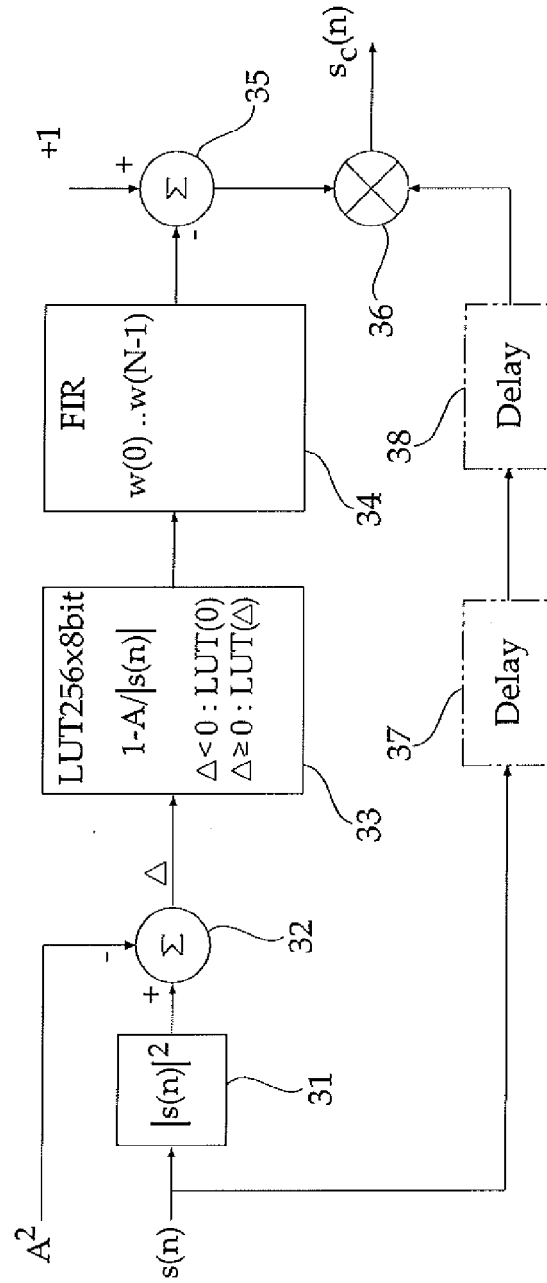 A²
s(n)
-
+
Σ
32
|s(n)|²
31
△
LUT256x8bit
1-A/|s(n)|
△<0 : LUT(0)
△≥0 : LUT(△)
33
FIR
w(0) ..w(N-1)
34
+1
+
-
Σ
35
36
s_c(n)
37
Delay
38
Delay